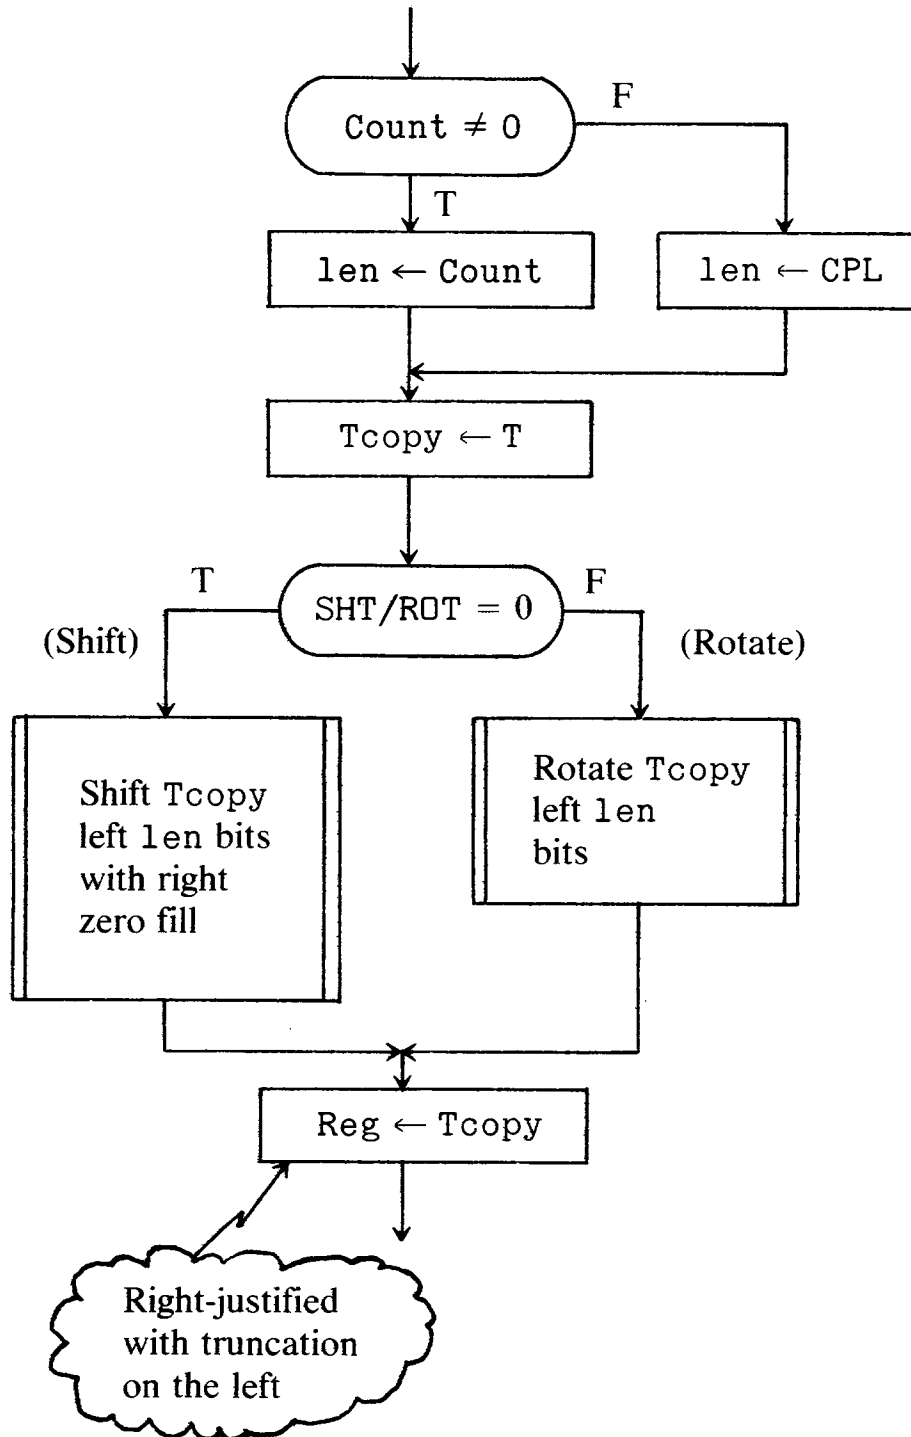 F
Count ≠ 0
T
len ← Count
len ← CPL
Tcopy ← T
T
F
SHT/ROT = 0
(Shift)
(Rotate)
Shift Tcopy
left len bits
with right
zero fill
Rotate Tcopy
left len
bits
Reg ← Tcopy
Right-justified
with truncation
on the left